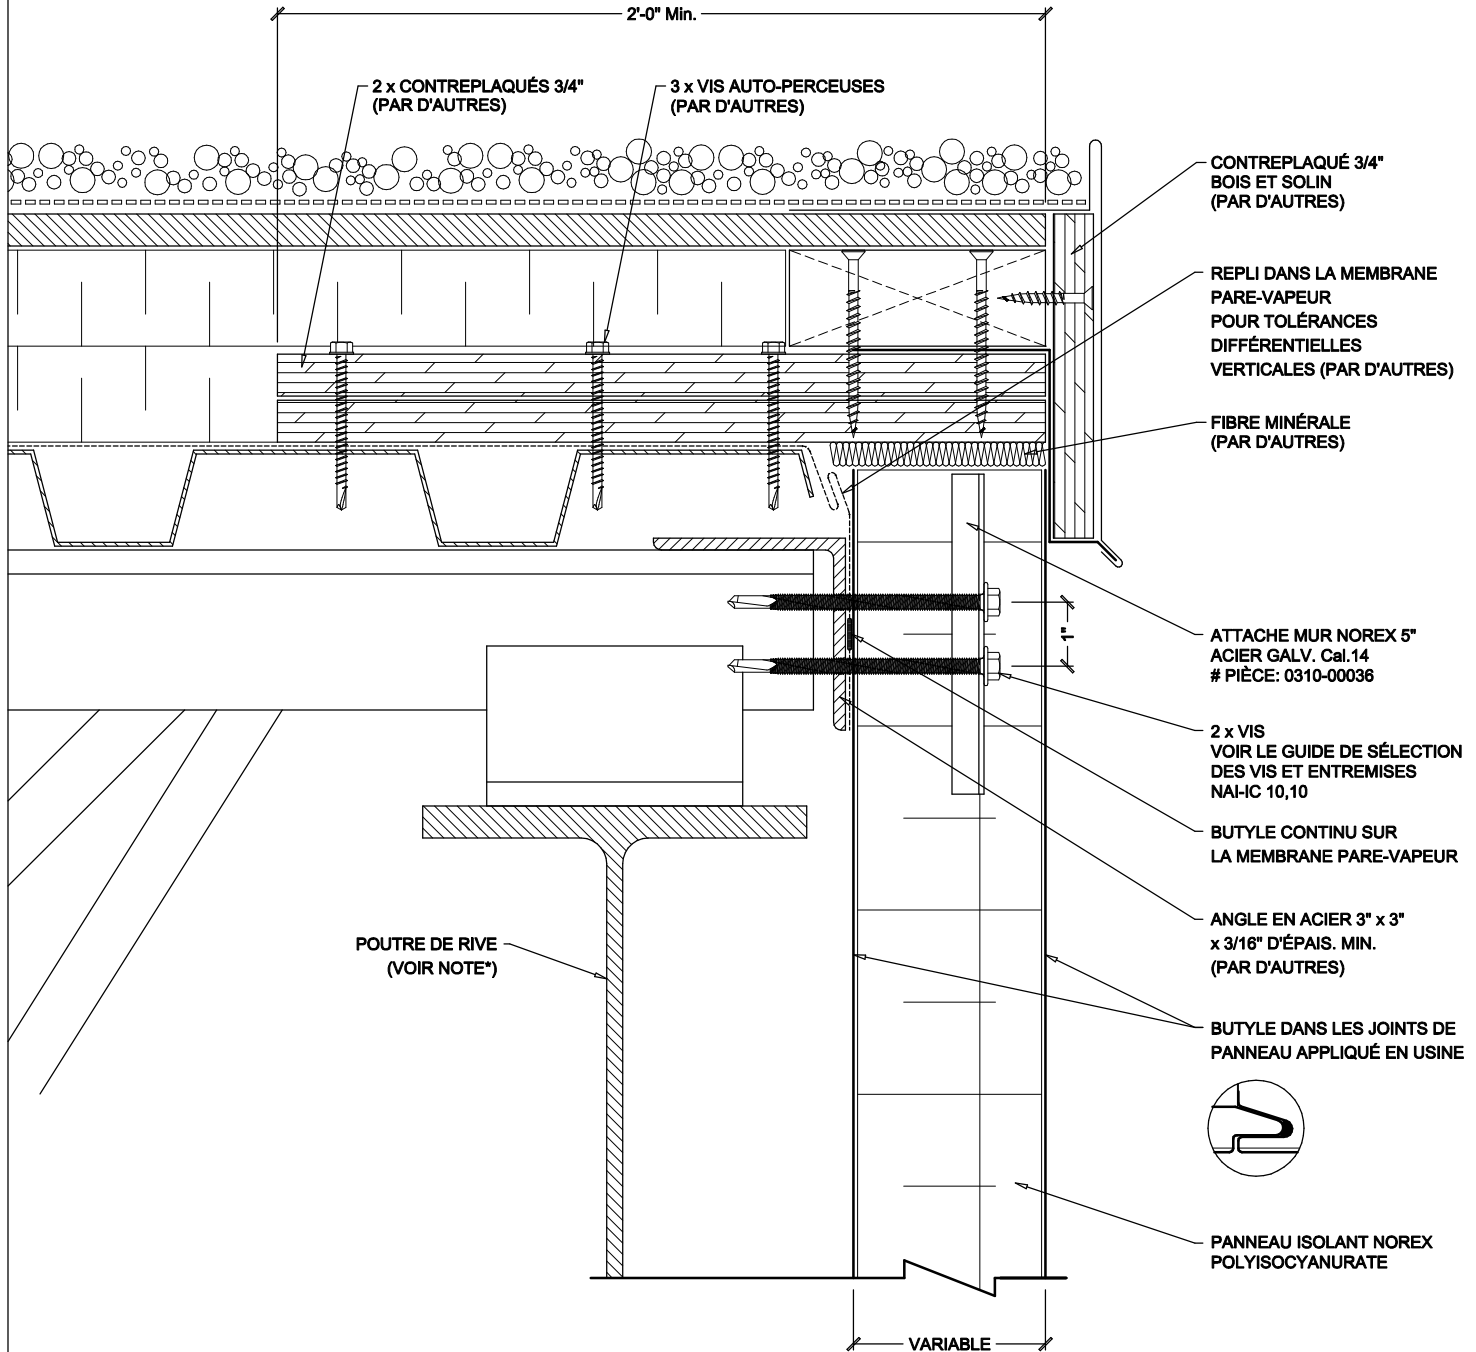 2'-0" Min.
2 x CONTREPLAQUÉS 3/4"
(PAR D'AUTRES)
3 x VIS AUTO-PERCEUSES
(PAR D'AUTRES)
CONTREPLAQUÉ 3/4"
BOIS ET SOLIN
(PAR D'AUTRES)
REPLI DANS LA MEMBRANE
PARE-VAPEUR
POUR TOLÉRANCES
DIFFÉRENTIELLES
VERTICALES (PAR D'AUTRES)
FIBRE MINÉRALE
(PAR D'AUTRES)
1"
ATTACHE MUR NOREX 5"
ACIER GALV. Cal.14
# PIÈCE: 0310-00036
2 x VIS
VOIR LE GUIDE DE SÉLECTION
DES VIS ET ENTREMISES
NAI-IC 10,10
BUTYLE CONTINU SUR
LA MEMBRANE PARE-VAPEUR
ANGLE EN ACIER 3" x 3"
x 3/16" D'ÉPAIS. MIN.
(PAR D'AUTRES)
POUTRE DE RIVE
(VOIR NOTE*)
BUTYLE DANS LES JOINTS DE
PANNEAU APPLIQUÉ EN USINE
PANNEAU ISOLANT NOREX
POLYISOCYANURATE
VARIABLE